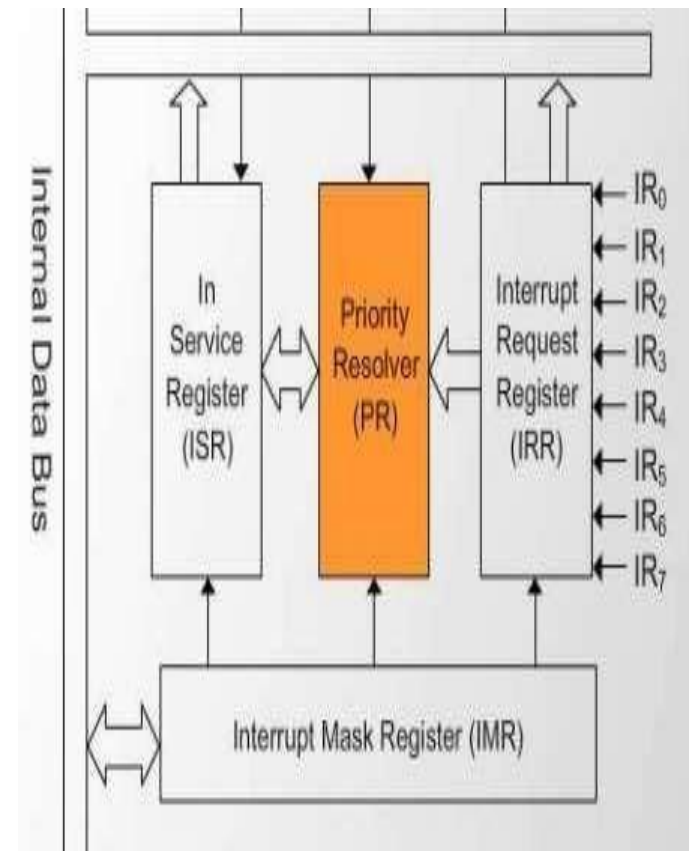 Internal Data Bus
In
Service
Register
(ISR)
Priority
Resolver
(PR)
Interrupt
Request
Register
(IRR)
IR₀
IR₁
IR₂
IR₃
IR₄
IR₅
IR₆
IR₇
Interrupt Mask Register (IMR)